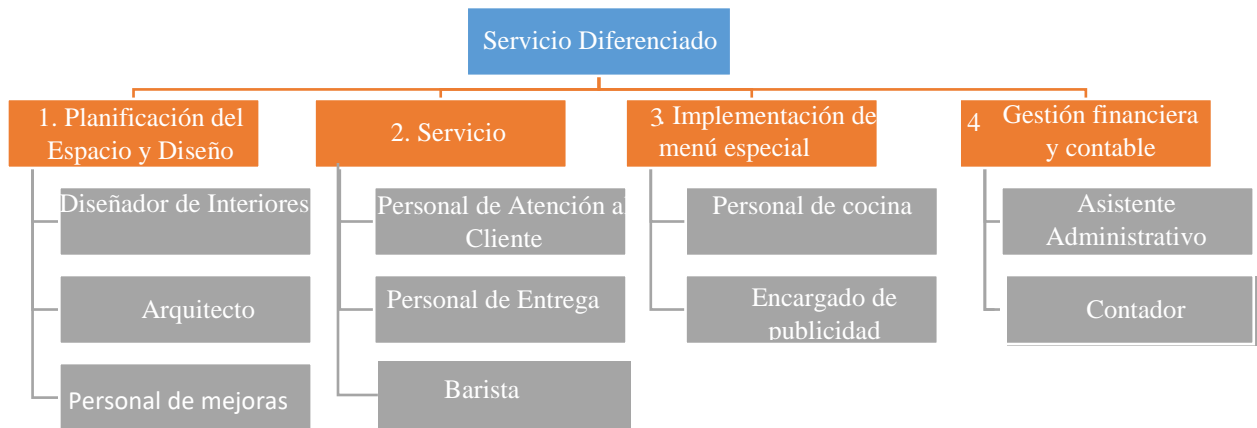 Servicio Diferenciado
1. Planificación del
Espacio y Diseño
Diseñador de Interiores
Arquitecto
Personal de mejoras
2. Servicio
Personal de Atención al
Cliente
Personal de Entrega
Barista
3. Implementación de
menú especial
Personal de cocina
Encargado de
publicidad
4 Gestión financiera
y contable
Asistente
Administrativo
Contador